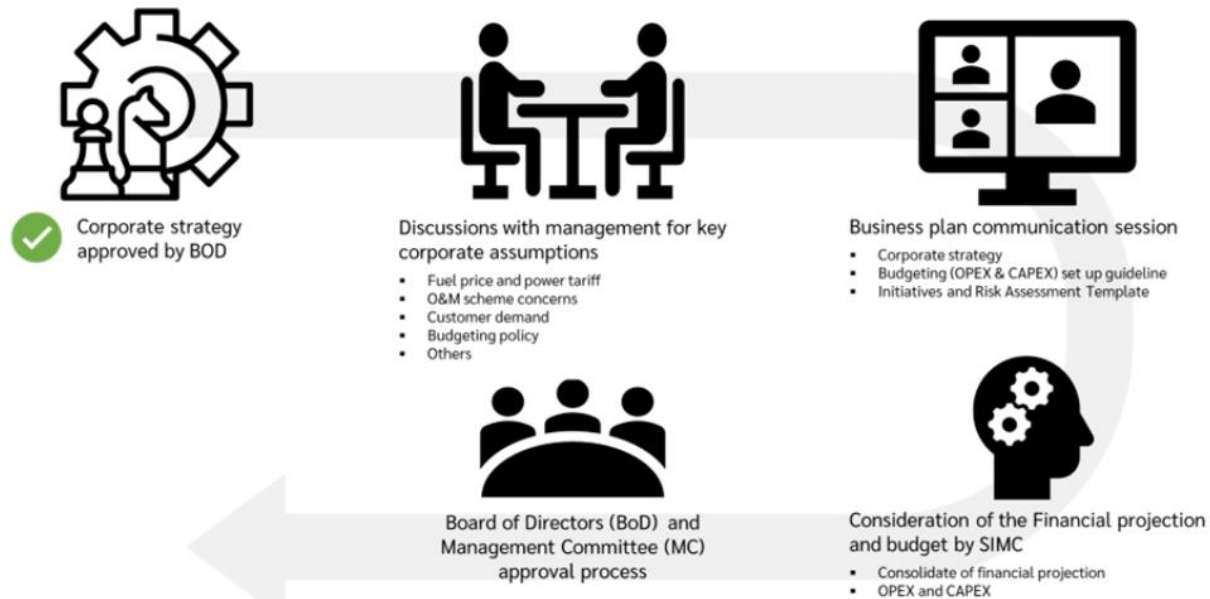 Corporate strategy
approved by BOD
Discussions with management for key
corporate assumptions
▪ Fuel price and power tariff
▪ O&M scheme concerns
▪ Customer demand
▪ Budgeting policy
▪ Others
Business plan communication session
▪ Corporate strategy
▪ Budgeting (OPEX & CAPEX) set up guideline
▪ Initiatives and Risk Assessment Template
Consideration of the Financial projection
and budget by SIMC
▪ Consolidate of financial projection
▪ OPEX and CAPEX
Board of Directors (BoD) and
Management Committee (MC)
approval process